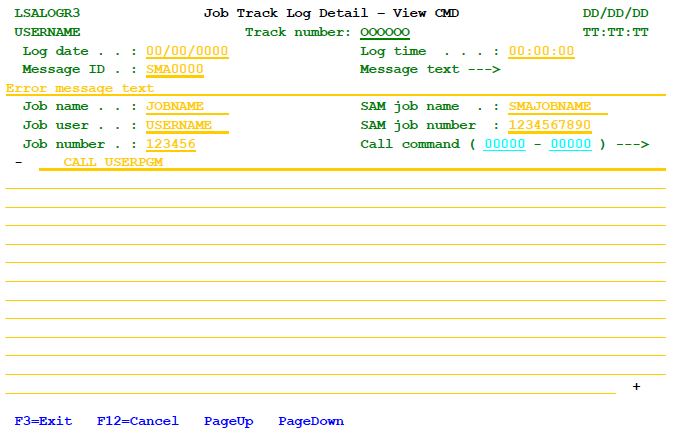 LSALOGR3 Job Track Log Detail - View CMD DD/DD/DD
USERNAME Track number: OOOOOO TT:TT:TT
Log date . . : 00/00/0000 Log time . . . : 00:00:00
Message ID . : SMA0000 Message text --->
Error message text
Job name . . : JOBNAME SAM job name . : SMAJOBNAME
Job user . . : USERNAME SAM job number : 1234567890
Job number . : 123456 Call command ( 00000 - 00000 ) --->
- CALL USERPGM
+
F3=Exit F12=Cancel PageUp PageDown